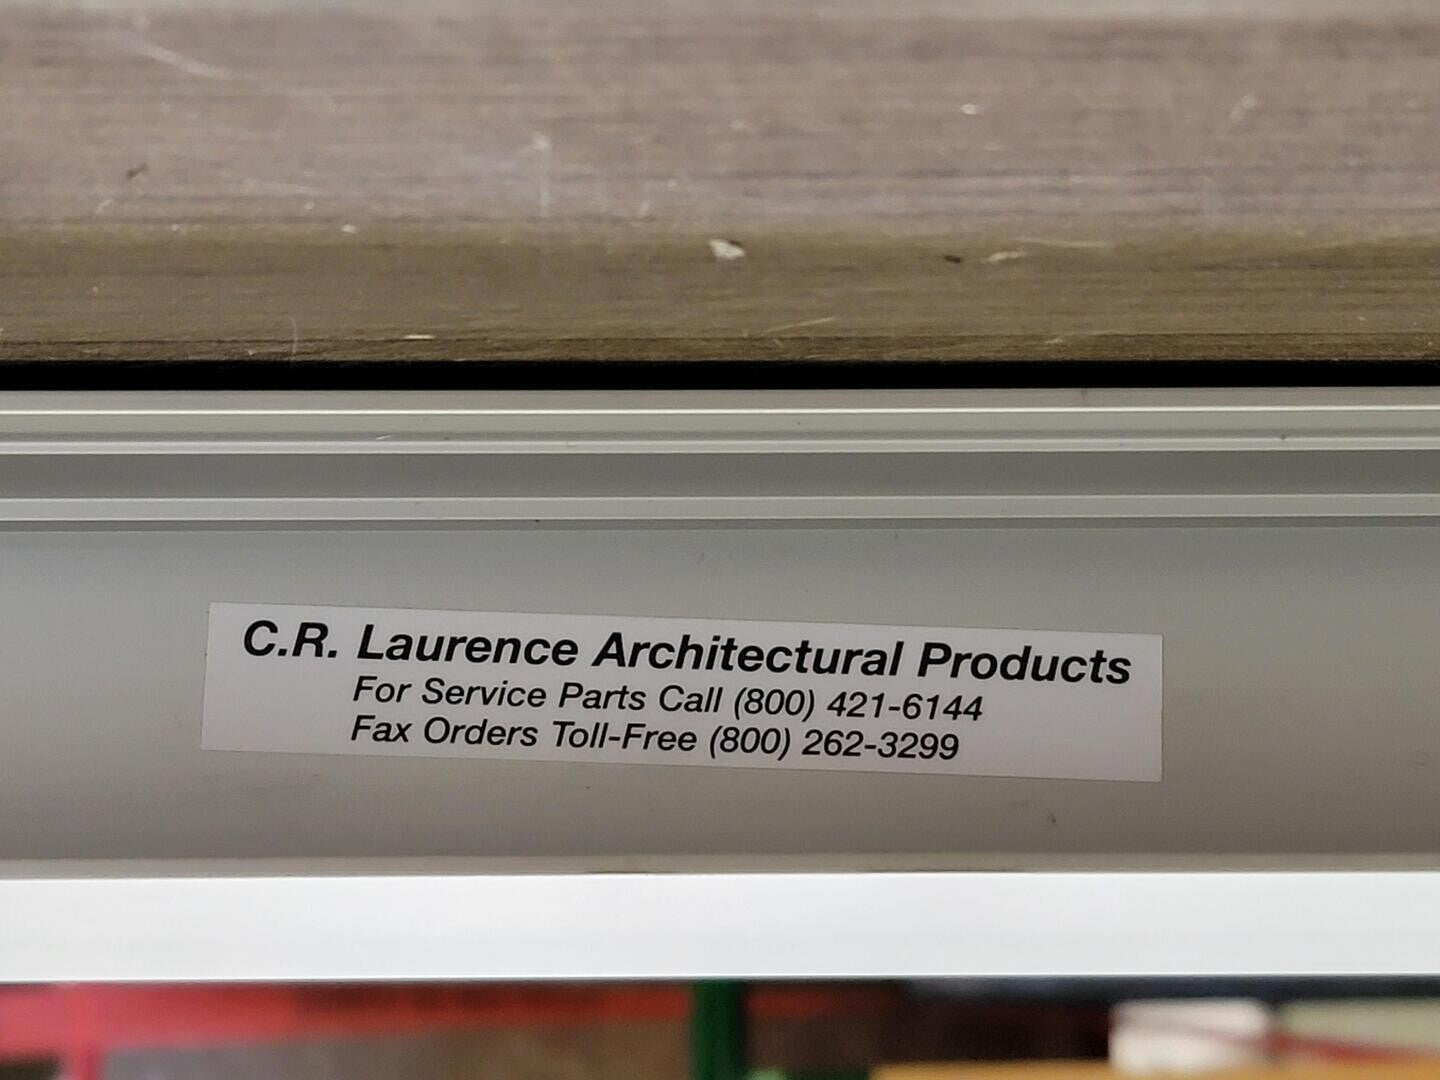 C.R. Laurence Architectural Products
For Service Parts Call (800) 421-6144
Fax Orders Toll-Free (800) 262-3299